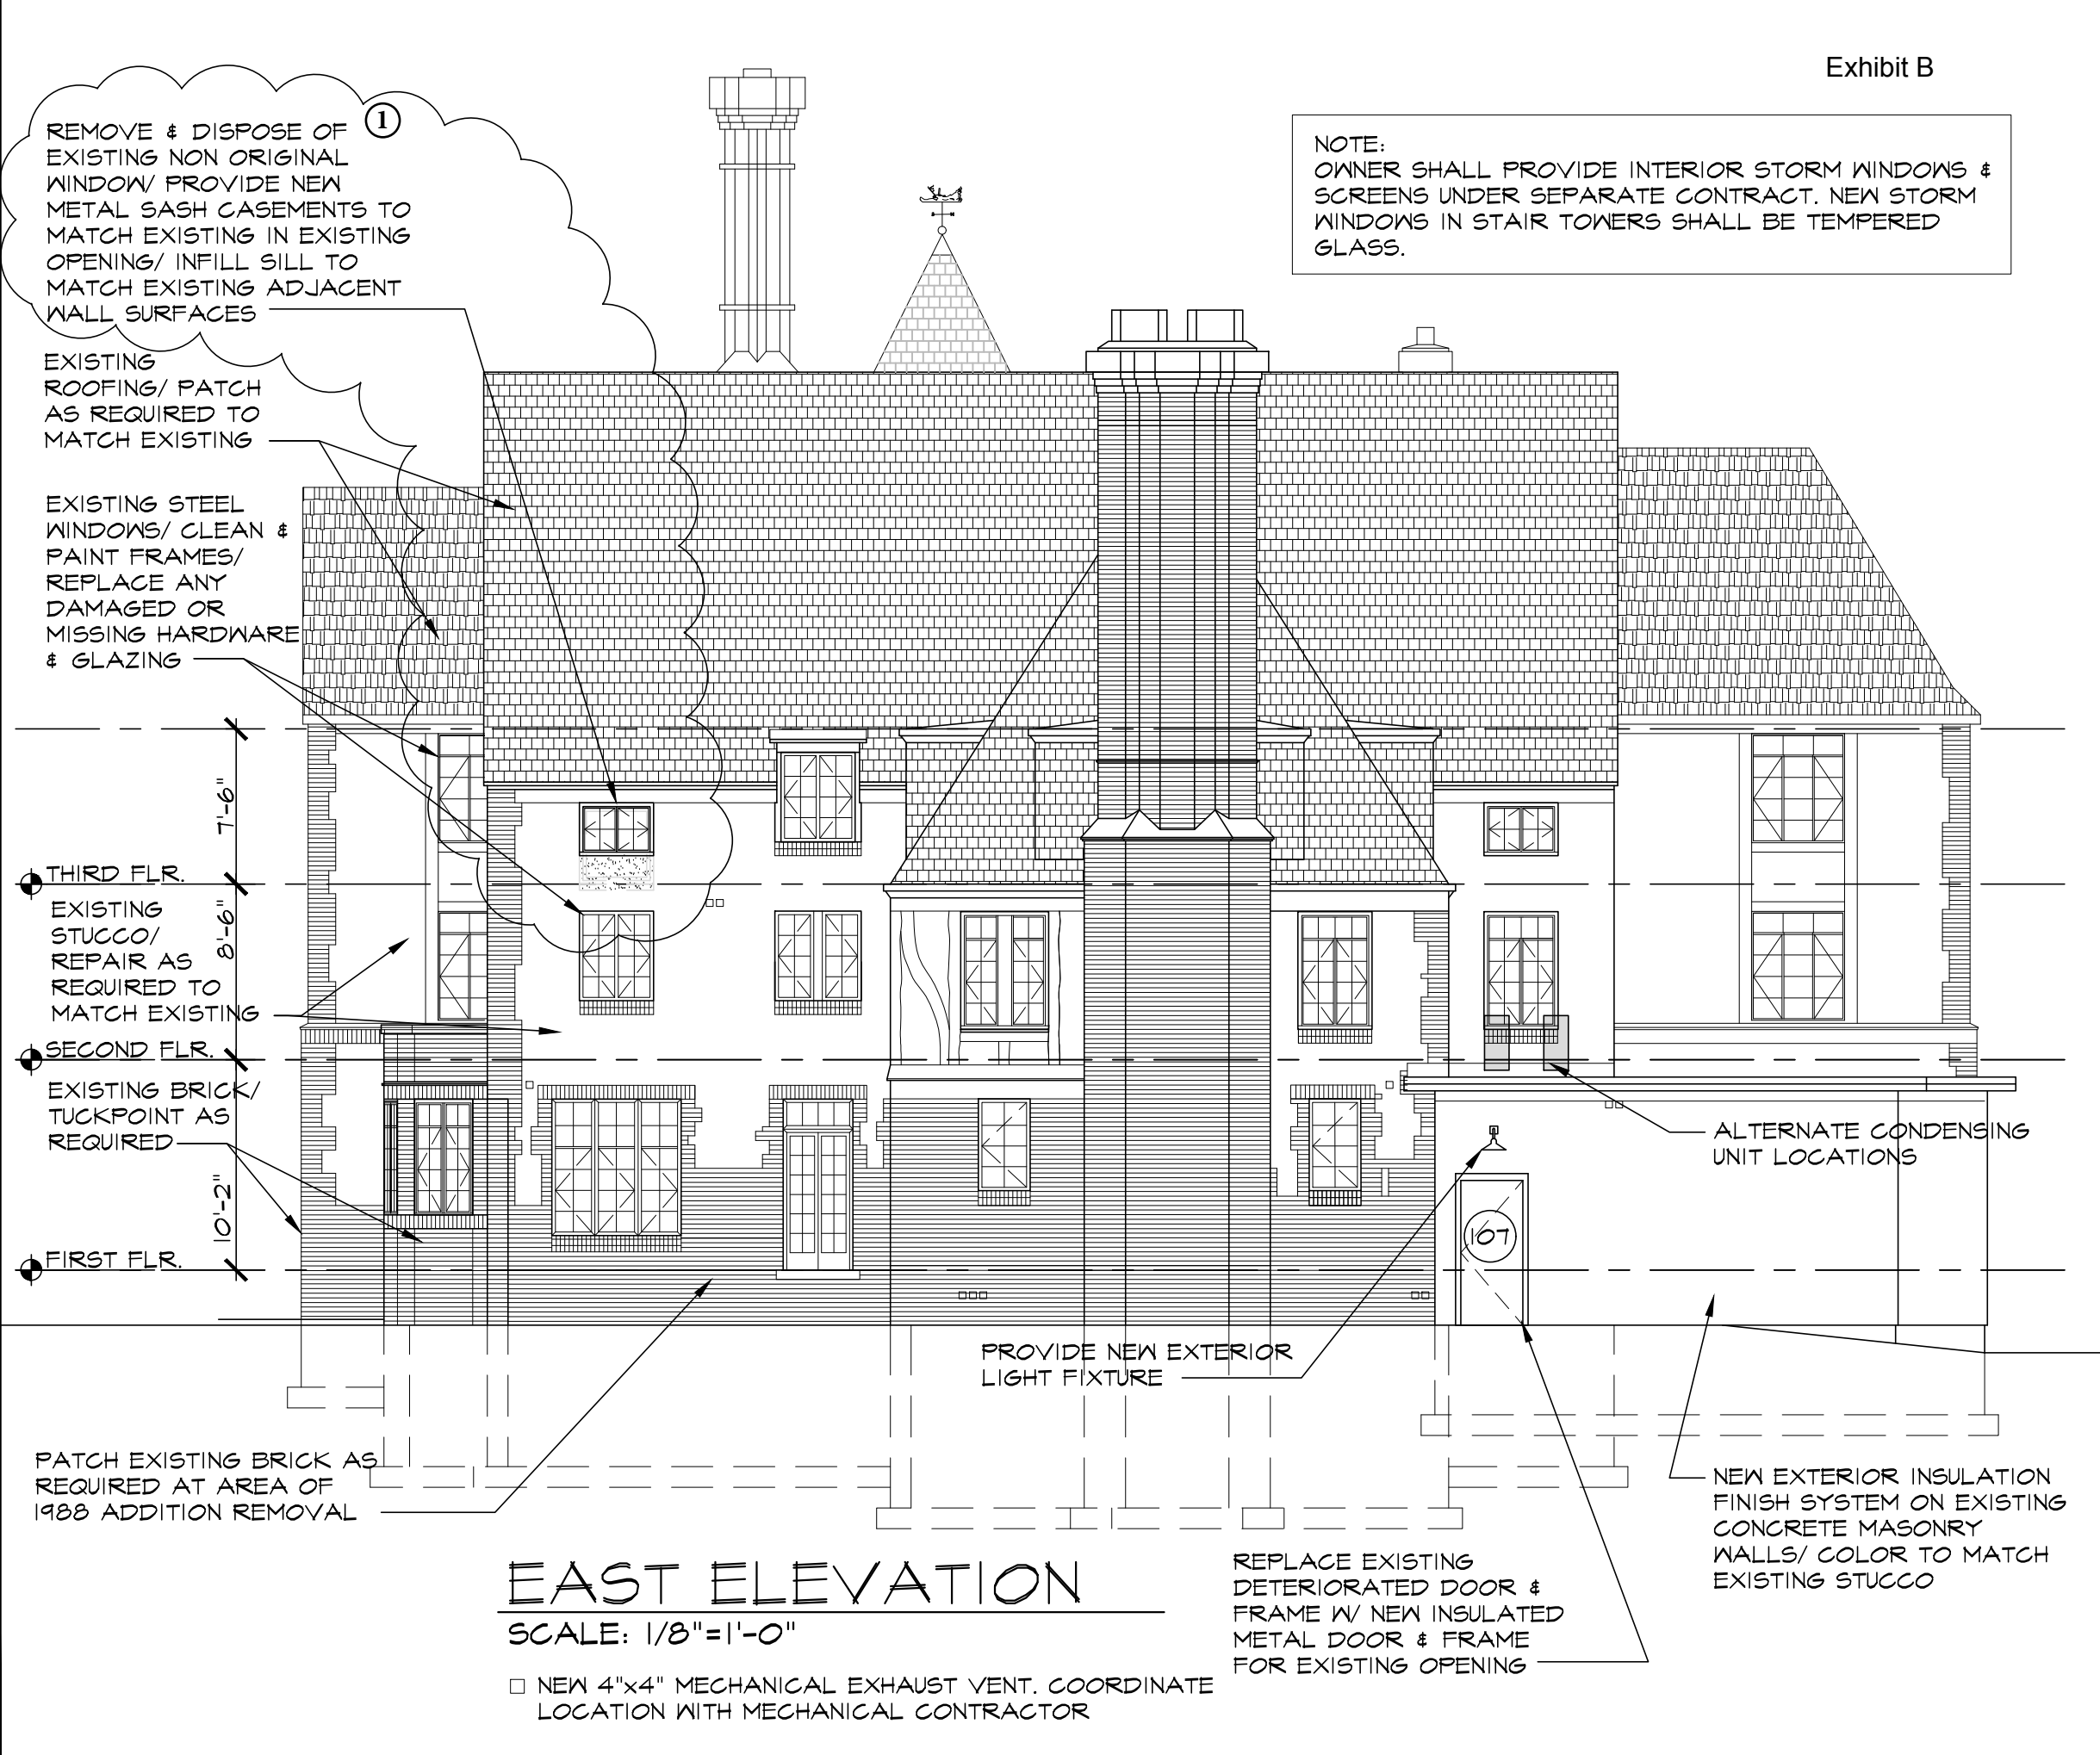 Exhibit B
REMOVE & DISPOSE OF
EXISTING NON ORIGINAL
WINDOW/ PROVIDE NEW
METAL SASH CASEMENTS TO
MATCH EXISTING IN EXISTING
OPENING/ INFILL SILL TO
MATCH EXISTING ADJACENT
WALL SURFACES
1
NOTE:
OWNER SHALL PROVIDE INTERIOR STORM WINDOWS &
SCREENS UNDER SEPARATE CONTRACT. NEW STORM
WINDOWS IN STAIR TOWERS SHALL BE TEMPERED
GLASS.
EXISTING
ROOFING/ PATCH
AS REQUIRED TO
MATCH EXISTING
EXISTING STEEL
WINDOWS/ CLEAN &
PAINT FRAMES/
REPLACE ANY
DAMAGED OR
MISSING HARDWARE
& GLAZING
7'-6"
THIRD FLR.
EXISTING
STUCCO/
REPAIR AS
REQUIRED TO
MATCH EXISTING
8'-6"
SECOND FLR.
EXISTING BRICK/
TUCKPOINT AS
REQUIRED
10'-2"
FIRST FLR.
ALTERNATE CONDENSING
UNIT LOCATIONS
107
PROVIDE NEW EXTERIOR
LIGHT FIXTURE
PATCH EXISTING BRICK AS
REQUIRED AT AREA OF
1988 ADDITION REMOVAL
NEW EXTERIOR INSULATION
FINISH SYSTEM ON EXISTING
CONCRETE MASONRY
WALLS/ COLOR TO MATCH
EXISTING STUCCO
REPLACE EXISTING
DETERIORATED DOOR &
FRAME W/ NEW INSULATED
METAL DOOR & FRAME
FOR EXISTING OPENING
EAST ELEVATION
SCALE: 1/8"=1'-0"
NEW 4"x4" MECHANICAL EXHAUST VENT. COORDINATE
LOCATION WITH MECHANICAL CONTRACTOR